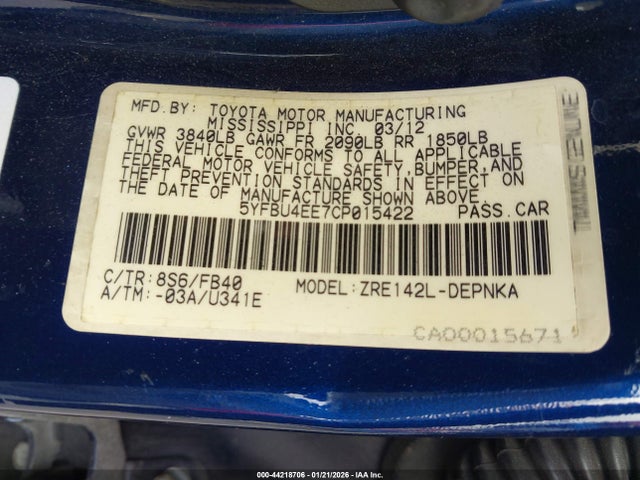 MFD.BY: TOYOTA MOTOR MANUFACTURING
MISSISSIPPI INC 03/12
GVWR 3840LB GAWR FR 2090LB RR 1850LB
THIS VEHICLE CONFORMS TO ALL APPLICABLE
FEDERAL MOTOR VEHICLE SAFETY,BUMPER,AND
THEFT PREVENTION STANDARDS IN EFFECT ON
THE DATE OF MANUFACTURE SHOWN ABOVE.
5YFBU4EE7CP015422 PASS.CAR
C/TR:8S6/FB40 MODEL:ZRE142L-DEPNKA
A/TM:-03A/U341E
CA00015671
000-44218706 - 01/21/2026 - IAA Inc.